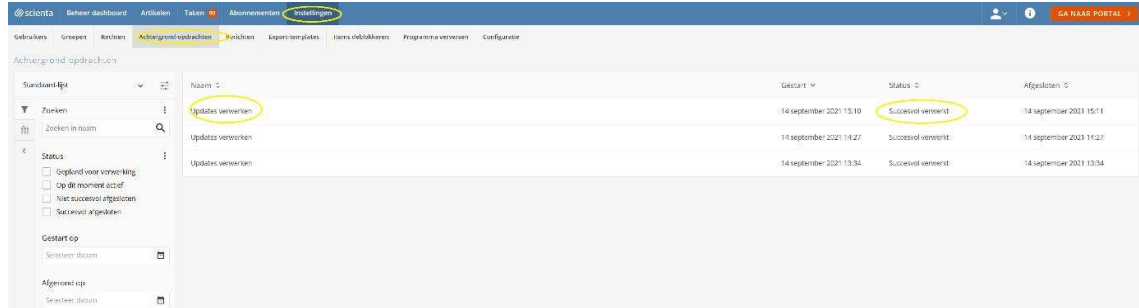 scienta Beheer dashboard Artikelen Taken Abonnementen Instellingen GA NAAR PORTAL >
Gebruikers Groepen Rechten Achtergrond opdrachten Berichten Export-templates Items deblokkeren Programma verversen Configuratie
Achtergrond opdrachten
Standaard-lijst Naam Gestart Status Afgesloten
Zoeken Updates verwerken 14 september 2021 15:10 Succesvol verwerkt 14 september 2021 15:11
Zoeken in naam
Updates verwerken 14 september 2021 14:27 Succesvol verwerkt 14 september 2021 14:27
Status Updates verwerken 14 september 2021 13:34 Succesvol verwerkt 14 september 2021 13:34
Gepland voor verwerking
Op dit moment actief
Niet succesvol afgesloten
Succesvol afgesloten
Gestart op
Selecteer datum
Afgerond op
Selecteer datum